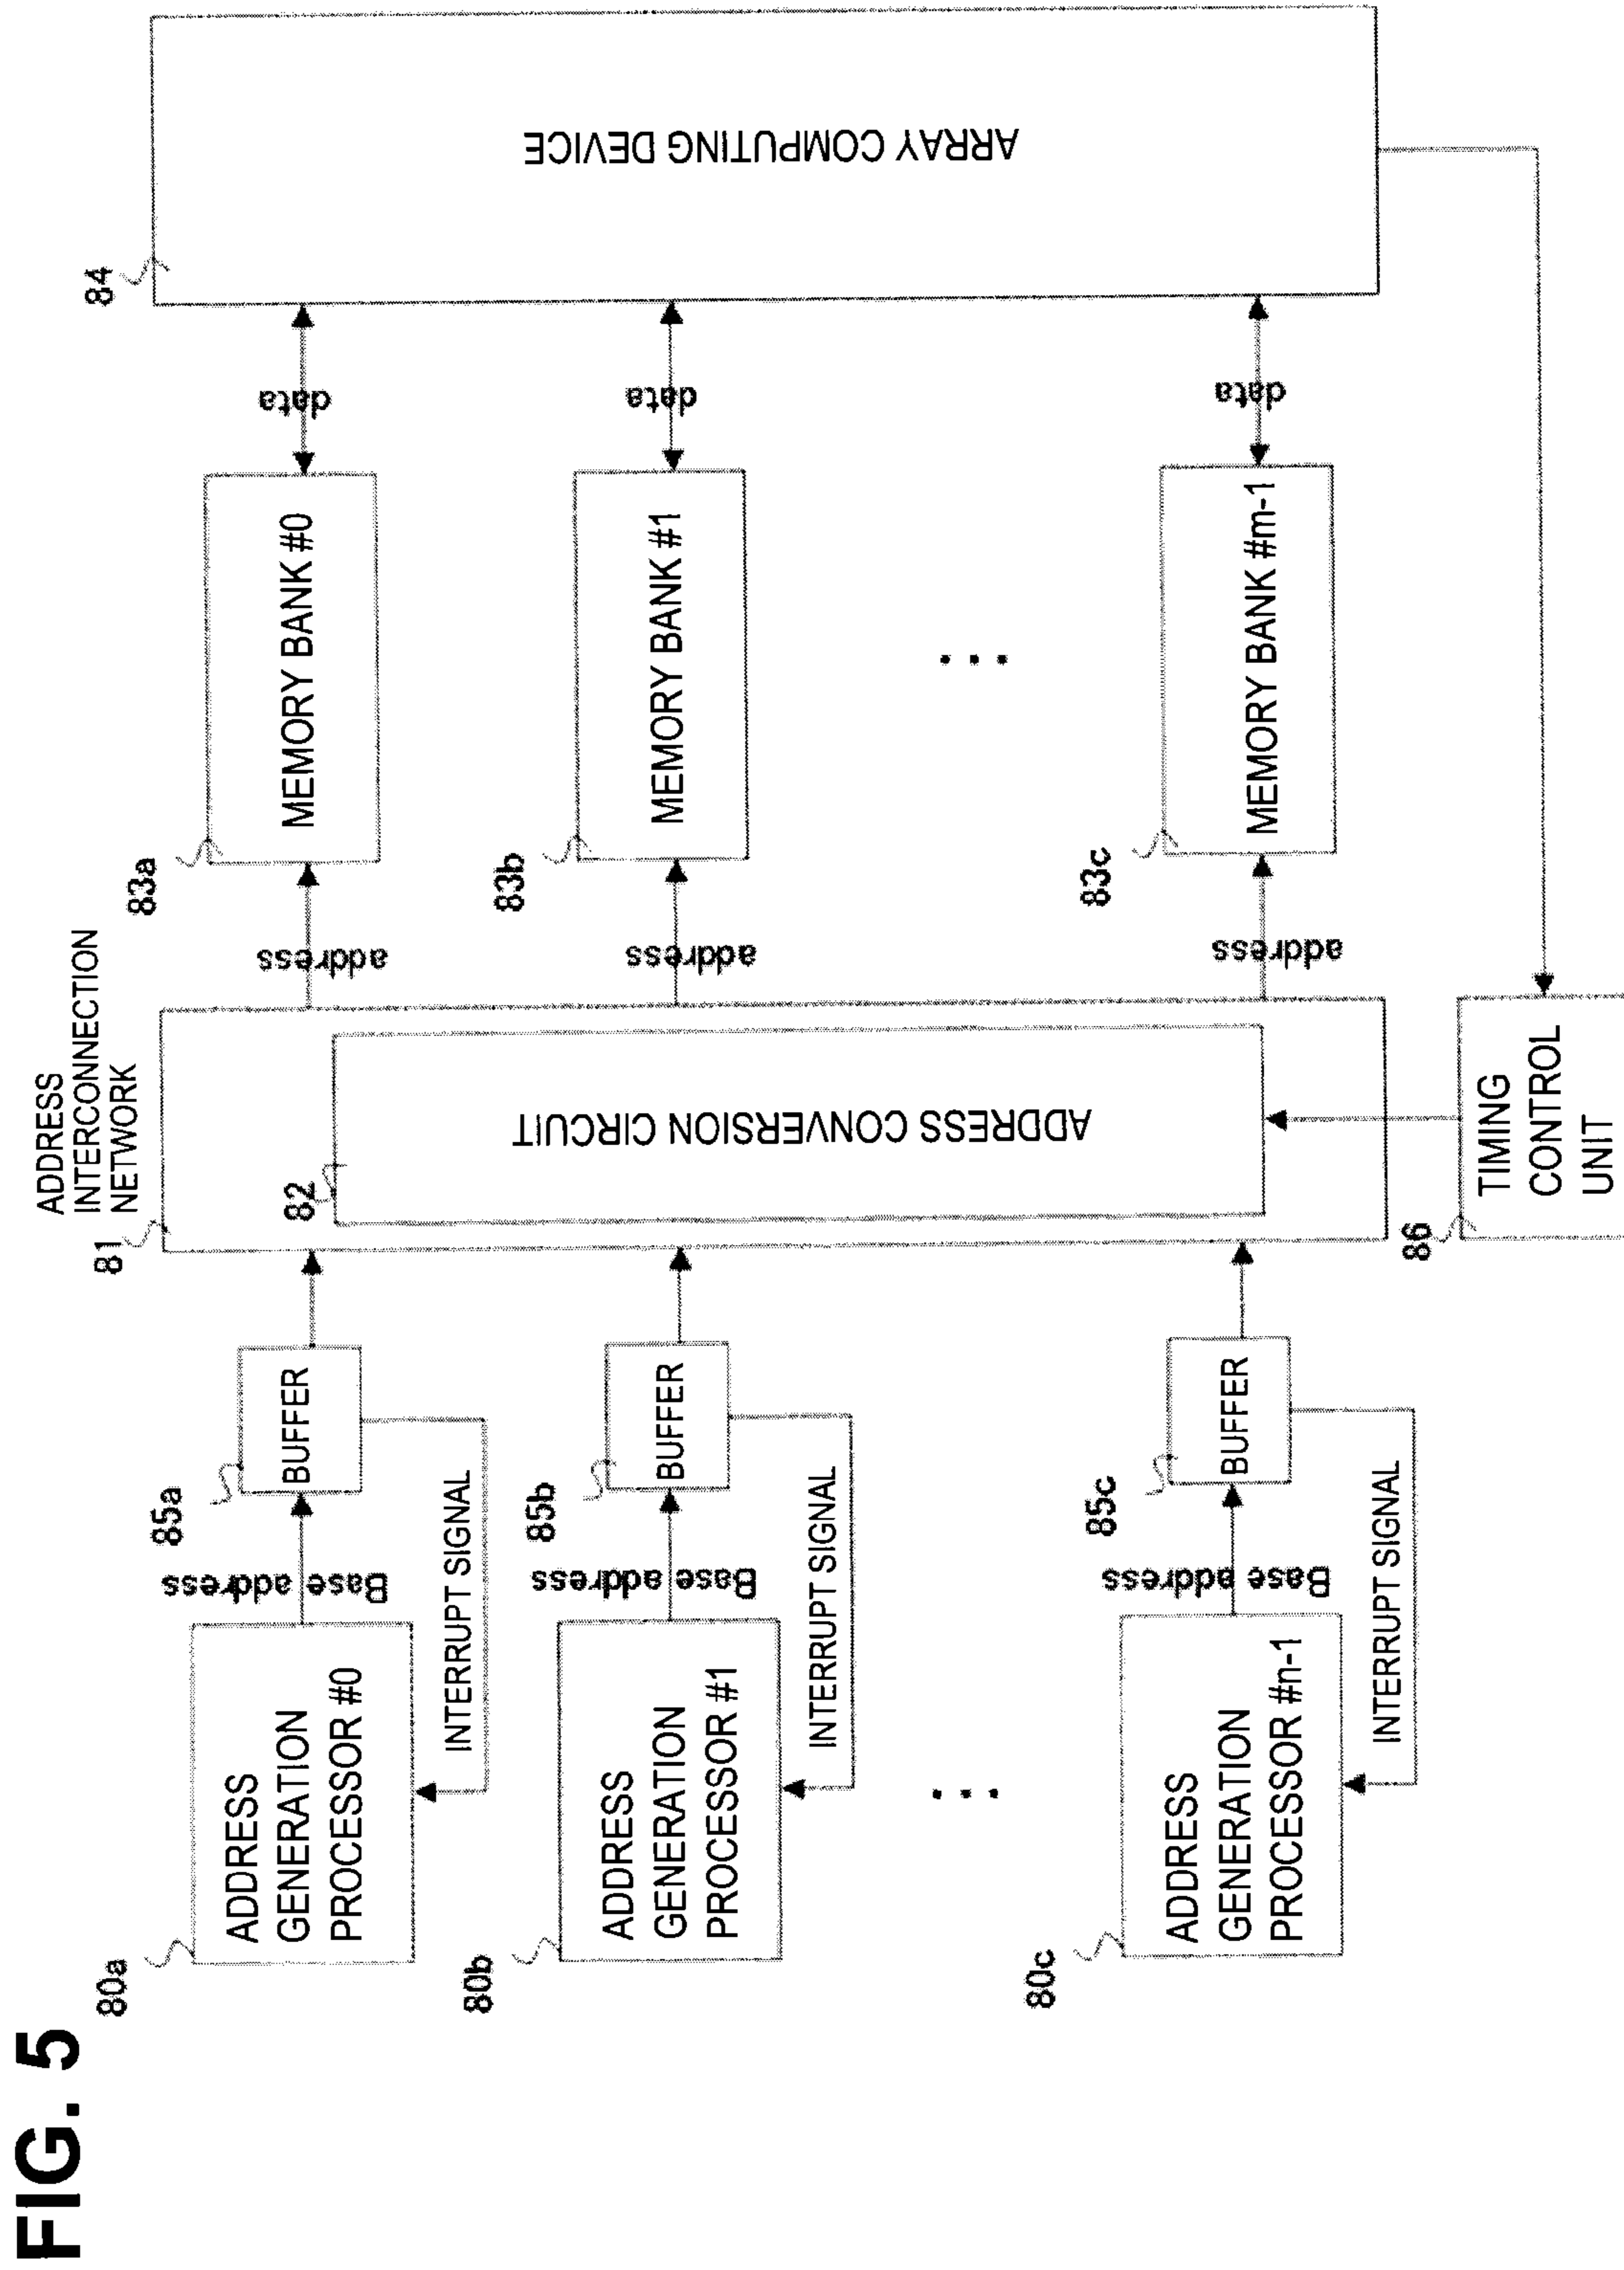 FIG. 5
80a
ADDRESS
GENERATION
PROCESSOR #0
Base address
85a
BUFFER
INTERRUPT SIGNAL
80b
ADDRESS
GENERATION
PROCESSOR #1
Base address
85b
BUFFER
INTERRUPT SIGNAL
80c
ADDRESS
GENERATION
PROCESSOR #n-1
Base address
85c
BUFFER
INTERRUPT SIGNAL
81
ADDRESS
INTERCONNECTION
NETWORK
82
ADDRESS CONVERSION CIRCUIT
86
TIMING
CONTROL
UNIT
address
83a
MEMORY BANK #0
data
address
83b
MEMORY BANK #1
data
address
83c
MEMORY BANK #m-1
data
84
ARRAY COMPUTING DEVICE